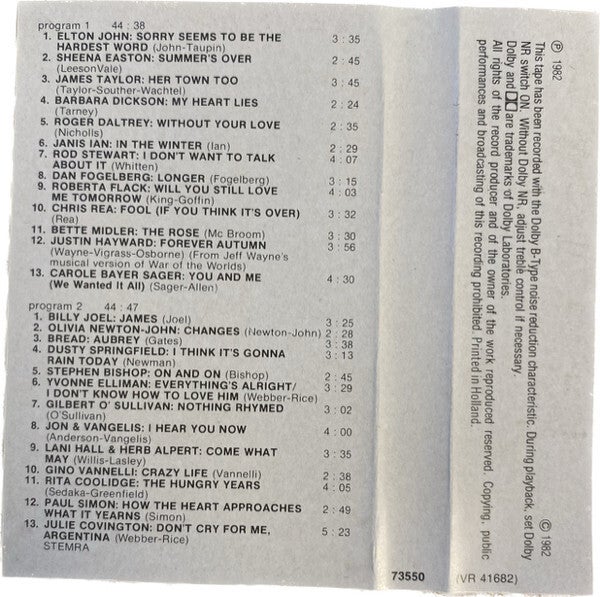 program 1 44 : 38
1. ELTON JOHN: SORRY SEEMS TO BE THE 3 : 35
HARDEST WORD (John-Taupin)
2. SHEENA EASTON: SUMMER'S OVER 2 : 45
(LeesonVale)
3. JAMES TAYLOR: HER TOWN TOO 3 : 45
(Taylor-Souther-Wachtel)
4. BARBARA DICKSON: MY HEART LIES 2 : 24
(Tarney)
5. ROGER DALTREY: WITHOUT YOUR LOVE 2 : 35
(Nicholls)
6. JANIS IAN: IN THE WINTER (Ian) 2 : 29
7. ROD STEWART: I DON'T WANT TO TALK 4 : 07
ABOUT IT (Whitten)
8. DAN FOGELBERG: LONGER (Fogelberg) 3 : 15
9. ROBERTA FLACK: WILL YOU STILL LOVE 4 : 03
ME TOMORROW (King-Goffin)
10. CHRIS REA: FOOL (IF YOU THINK IT'S OVER) 3 : 32
(Rea)
11. BETTE MIDLER: THE ROSE (Mc Broom) 3 : 30
12. JUSTIN HAYWARD: FOREVER AUTUMN 3 : 56
(Wayne-Vigrass-Osborne) (From Jeff Wayne's
musical version of War of the Worlds)
13. CAROLE BAYER SAGER: YOU AND ME 4 : 30
(We Wanted It All) (Sager-Allen)
program 2 44 : 47
1. BILLY JOEL: JAMES (Joel) 3 : 25
2. OLIVIA NEWTON-JOHN: CHANGES (Newton-John) 2 : 28
3. BREAD: AUBREY (Gates) 3 : 38
4. DUSTY SPRINGFIELD: I THINK IT'S GONNA 3 : 13
RAIN TODAY (Newman)
5. STEPHEN BISHOP: ON AND ON (Bishop) 2 : 45
6. YVONNE ELLIMAN: EVERYTHING'S ALRIGHT/ 3 : 29
I DON'T KNOW HOW TO LOVE HIM (Webber-Rice)
7. GILBERT O' SULLIVAN: NOTHING RHYMED 3 : 02
(O'Sullivan)
8. JON & VANGELIS: I HEAR YOU NOW 4 : 00
(Anderson-Vangelis)
9. LANI HALL & HERB ALPERT: COME WHAT 3 : 35
MAY (Willis-Lasley)
10. GINO VANNELLI: CRAZY LIFE (Vannelli) 2 : 38
11. RITA COOLIDGE: THE HUNGRY YEARS 4 : 05
(Sedaka-Greenfield)
12. PAUL SIMON: HOW THE HEART APPROACHES 2 : 49
WHAT IT YEARNS (Simon)
13. JULIE COVINGTON: DON'T CRY FOR ME, 5 : 23
ARGENTINA (Webber-Rice)
STEMRA
℗ 1982 © 1982
This tape has been recorded with the Dolby B-Type noise reduction characteristic. Durring playback, set Dolby
NR switch ON. Without Dolby NR, adjust treble control if necessary.
Dolby and are trademarks of Dolby Laboratories.
All rights of the record producer and of the owner of the work reproduced reserved. Copying, public
performances and broadcasting of this recording prohibited. Printed in Holland.
73550 (VR 41682)